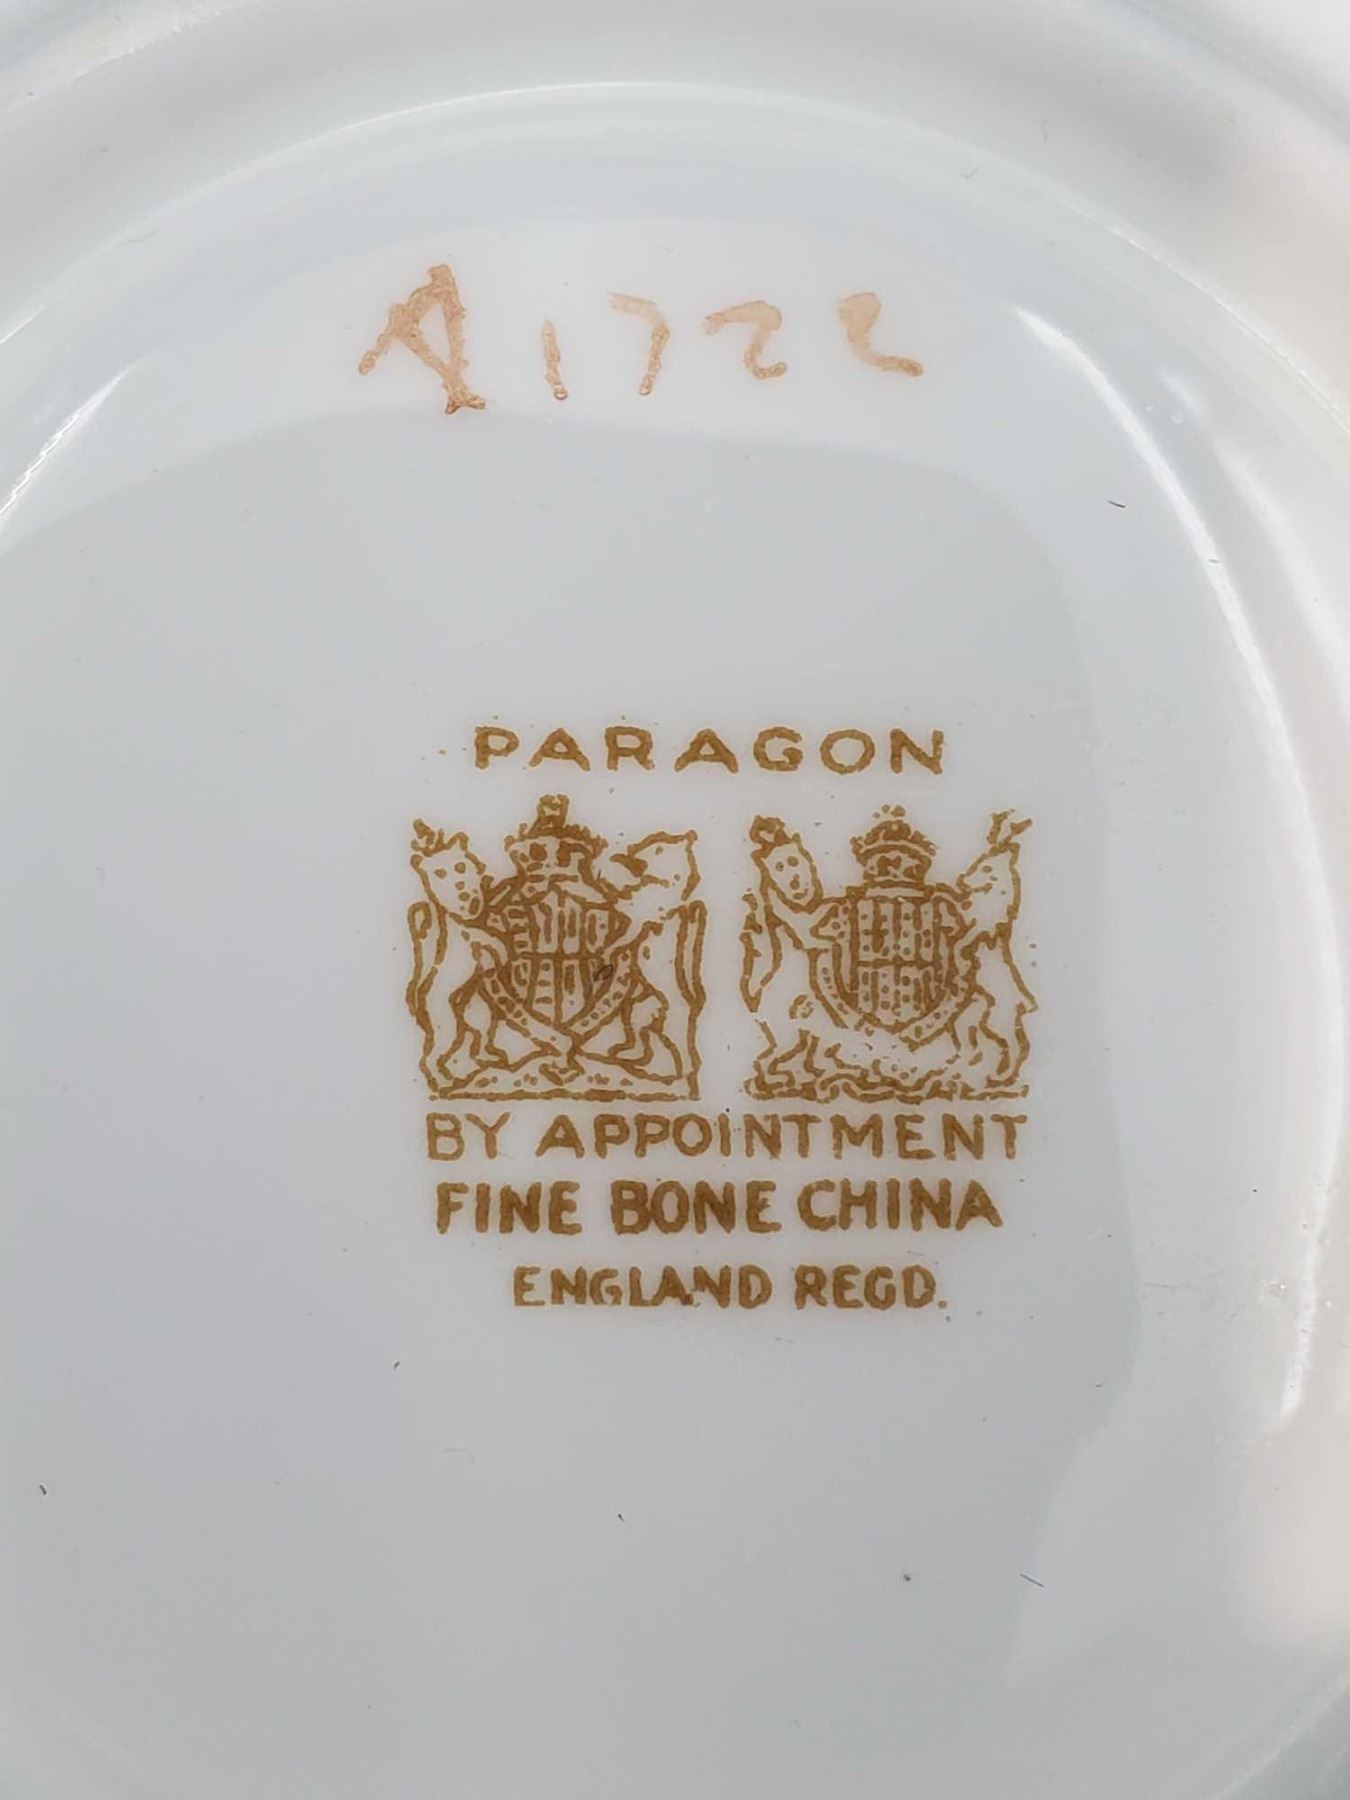 A1722
PARAGON
BY APPOINTMENT
FINE BONE CHINA
ENGLAND REGD.